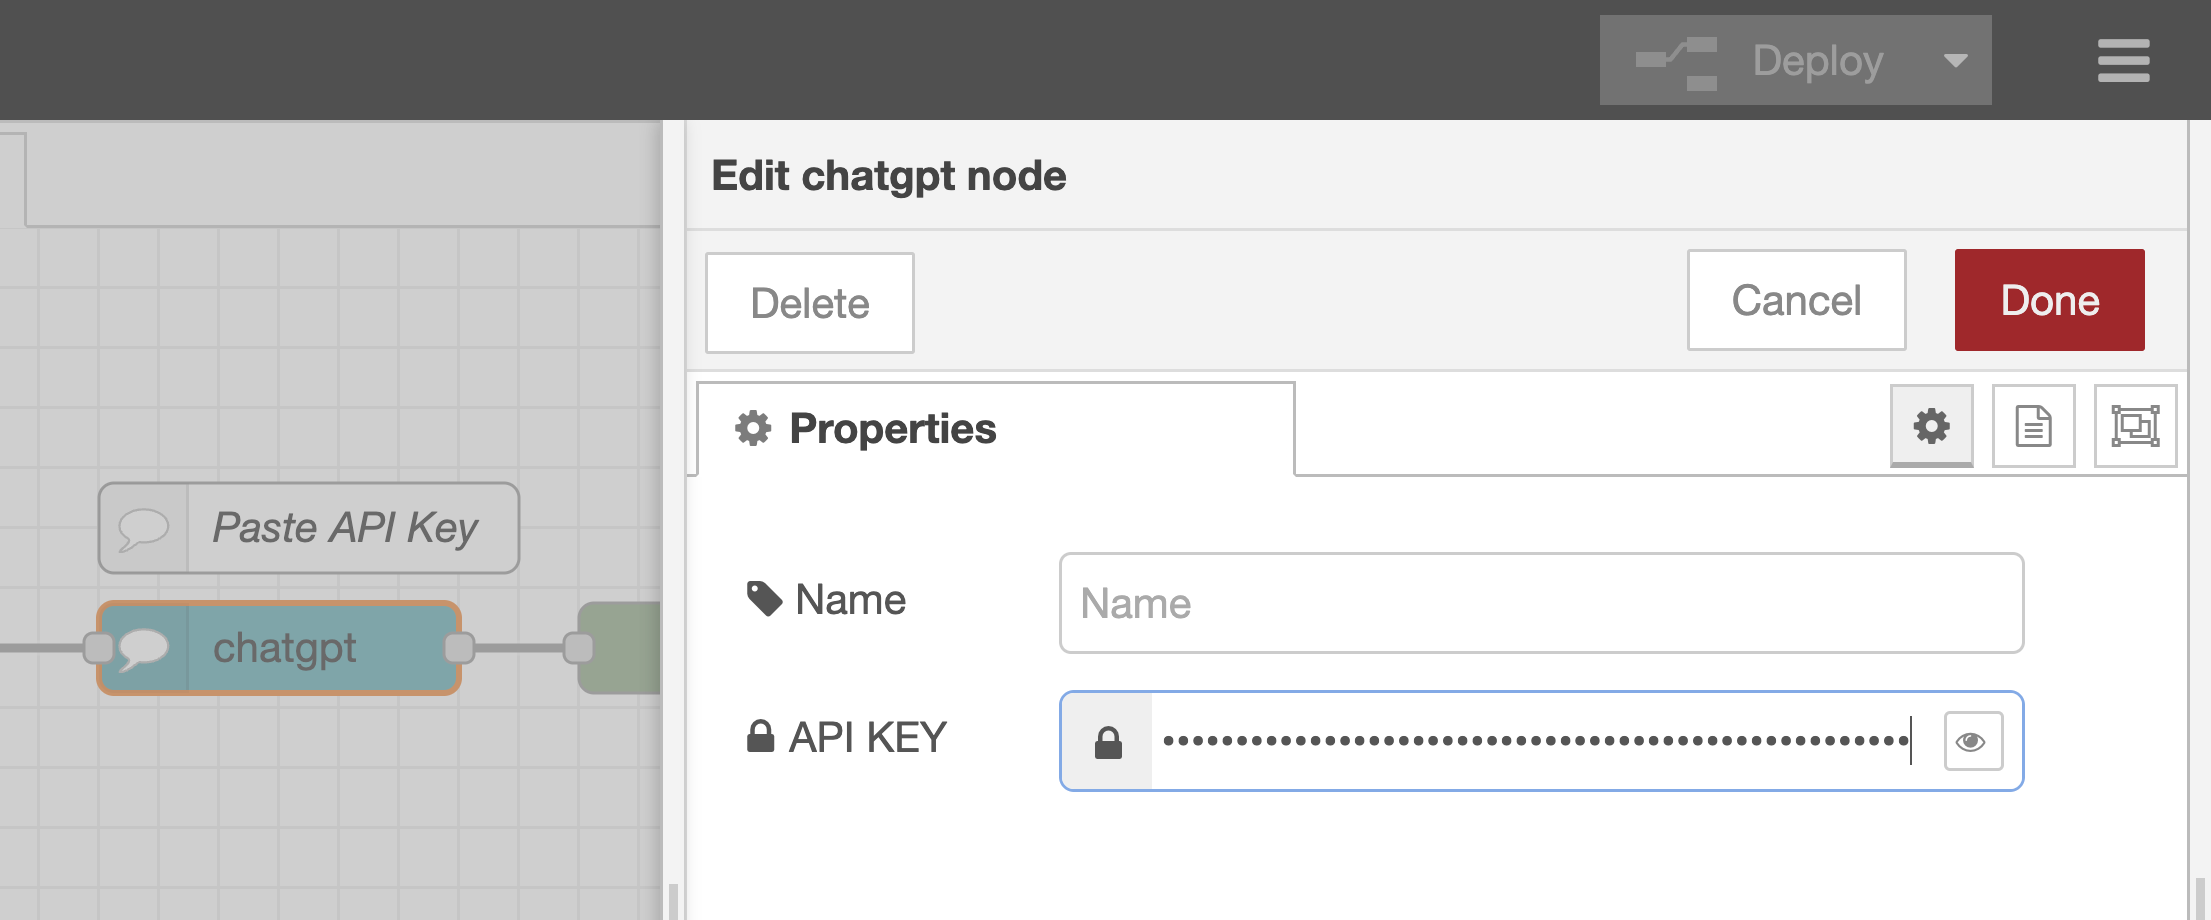 Deploy
Edit chatgpt node
Delete
Cancel
Done
Properties
Paste API Key
Name
Name
chatgpt
API KEY